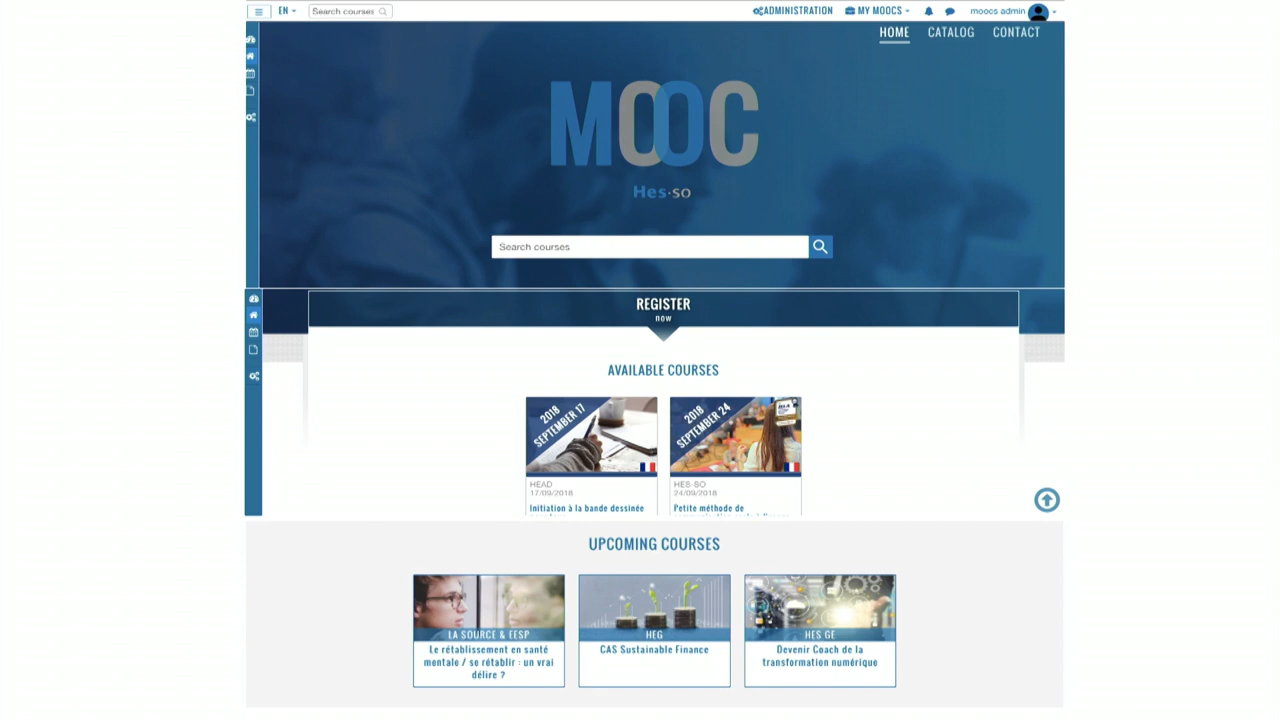 EN
Search courses
ADMINISTRATION
MY MOOCS
moocs admin
HOME
CATALOG
CONTACT
MOOC
Hes·so
Search courses
REGISTER
now
AVAILABLE COURSES
2018
SEPTEMBER 17
2018
SEPTEMBER 24
HEAD
17/09/2018
Initiation à la bande dessinée
HES-SO
24/09/2018
Petite méthode de
UPCOMING COURSES
LA SOURCE & EESP
Le rétablissement en santé
mentale / se rétablir : un vrai
délire ?
HEG
CAS Sustainable Finance
HES GE
Devenir Coach de la
transformation numérique